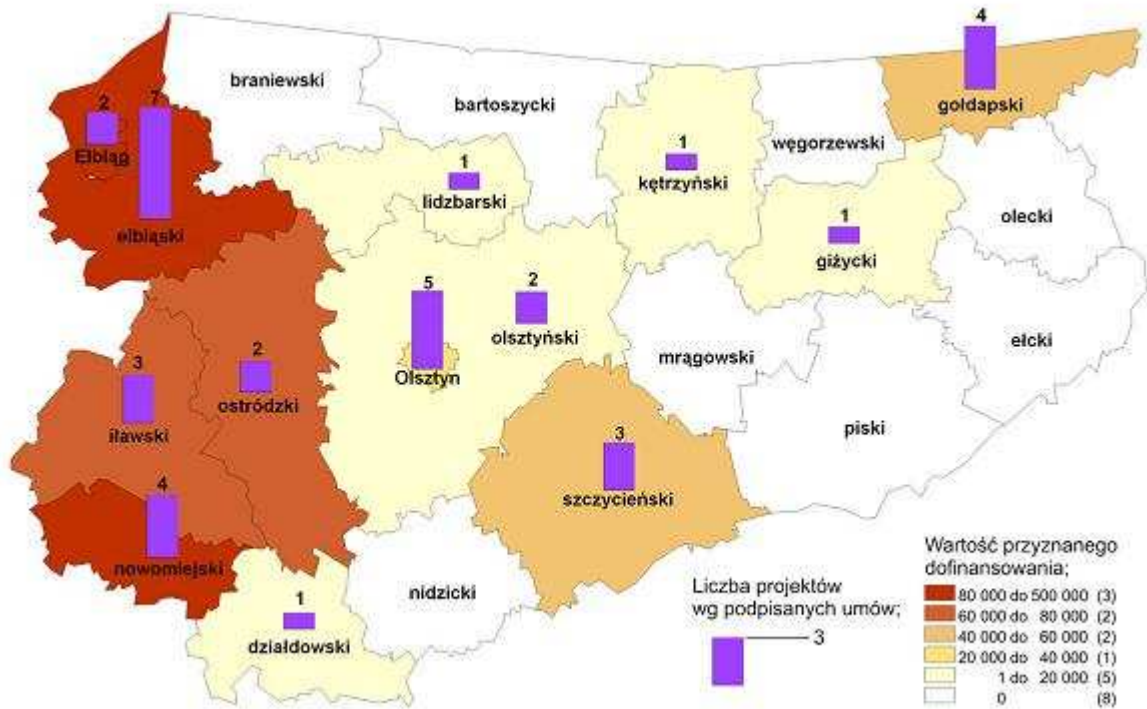 4
braniewski
bartoszycki
gołdapski
2
7
węgorzewski
1
1
Elbląg
kętrzyński
lidzbarski
olecki
1
elbląski
giżycki
5
2
olsztyński
ełcki
mrągowski
3
2
Olsztyn
ostródzki
iławski
piski
3
szczycieński
4
nowomiejski
nidzicki
1
działdowski
Liczba projektów
wg podpisanych umów;
3
Wartość przyznanego
dofinansowania;
80 000 do 500 000 (3)
60 000 do 80 000 (2)
40 000 do 60 000 (2)
20 000 do 40 000 (1)
1 do 20 000 (5)
0 (8)